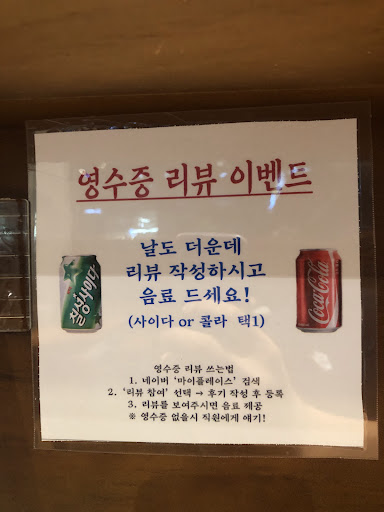 영수증 리뷰 이벤트
날도 더운데
리뷰 작성하시고
음료 드세요!
(사이다 or 콜라 택1)
칠성사이다
Coca-Cola
영수증 리뷰 쓰는법
1. 네이버 '마이플레이스' 검색
2. '리뷰 참여' 선택 → 후기 작성 후 등록
3. 리뷰를 보여주시면 음료 제공
※ 영수증 없을시 직원에게 얘기!